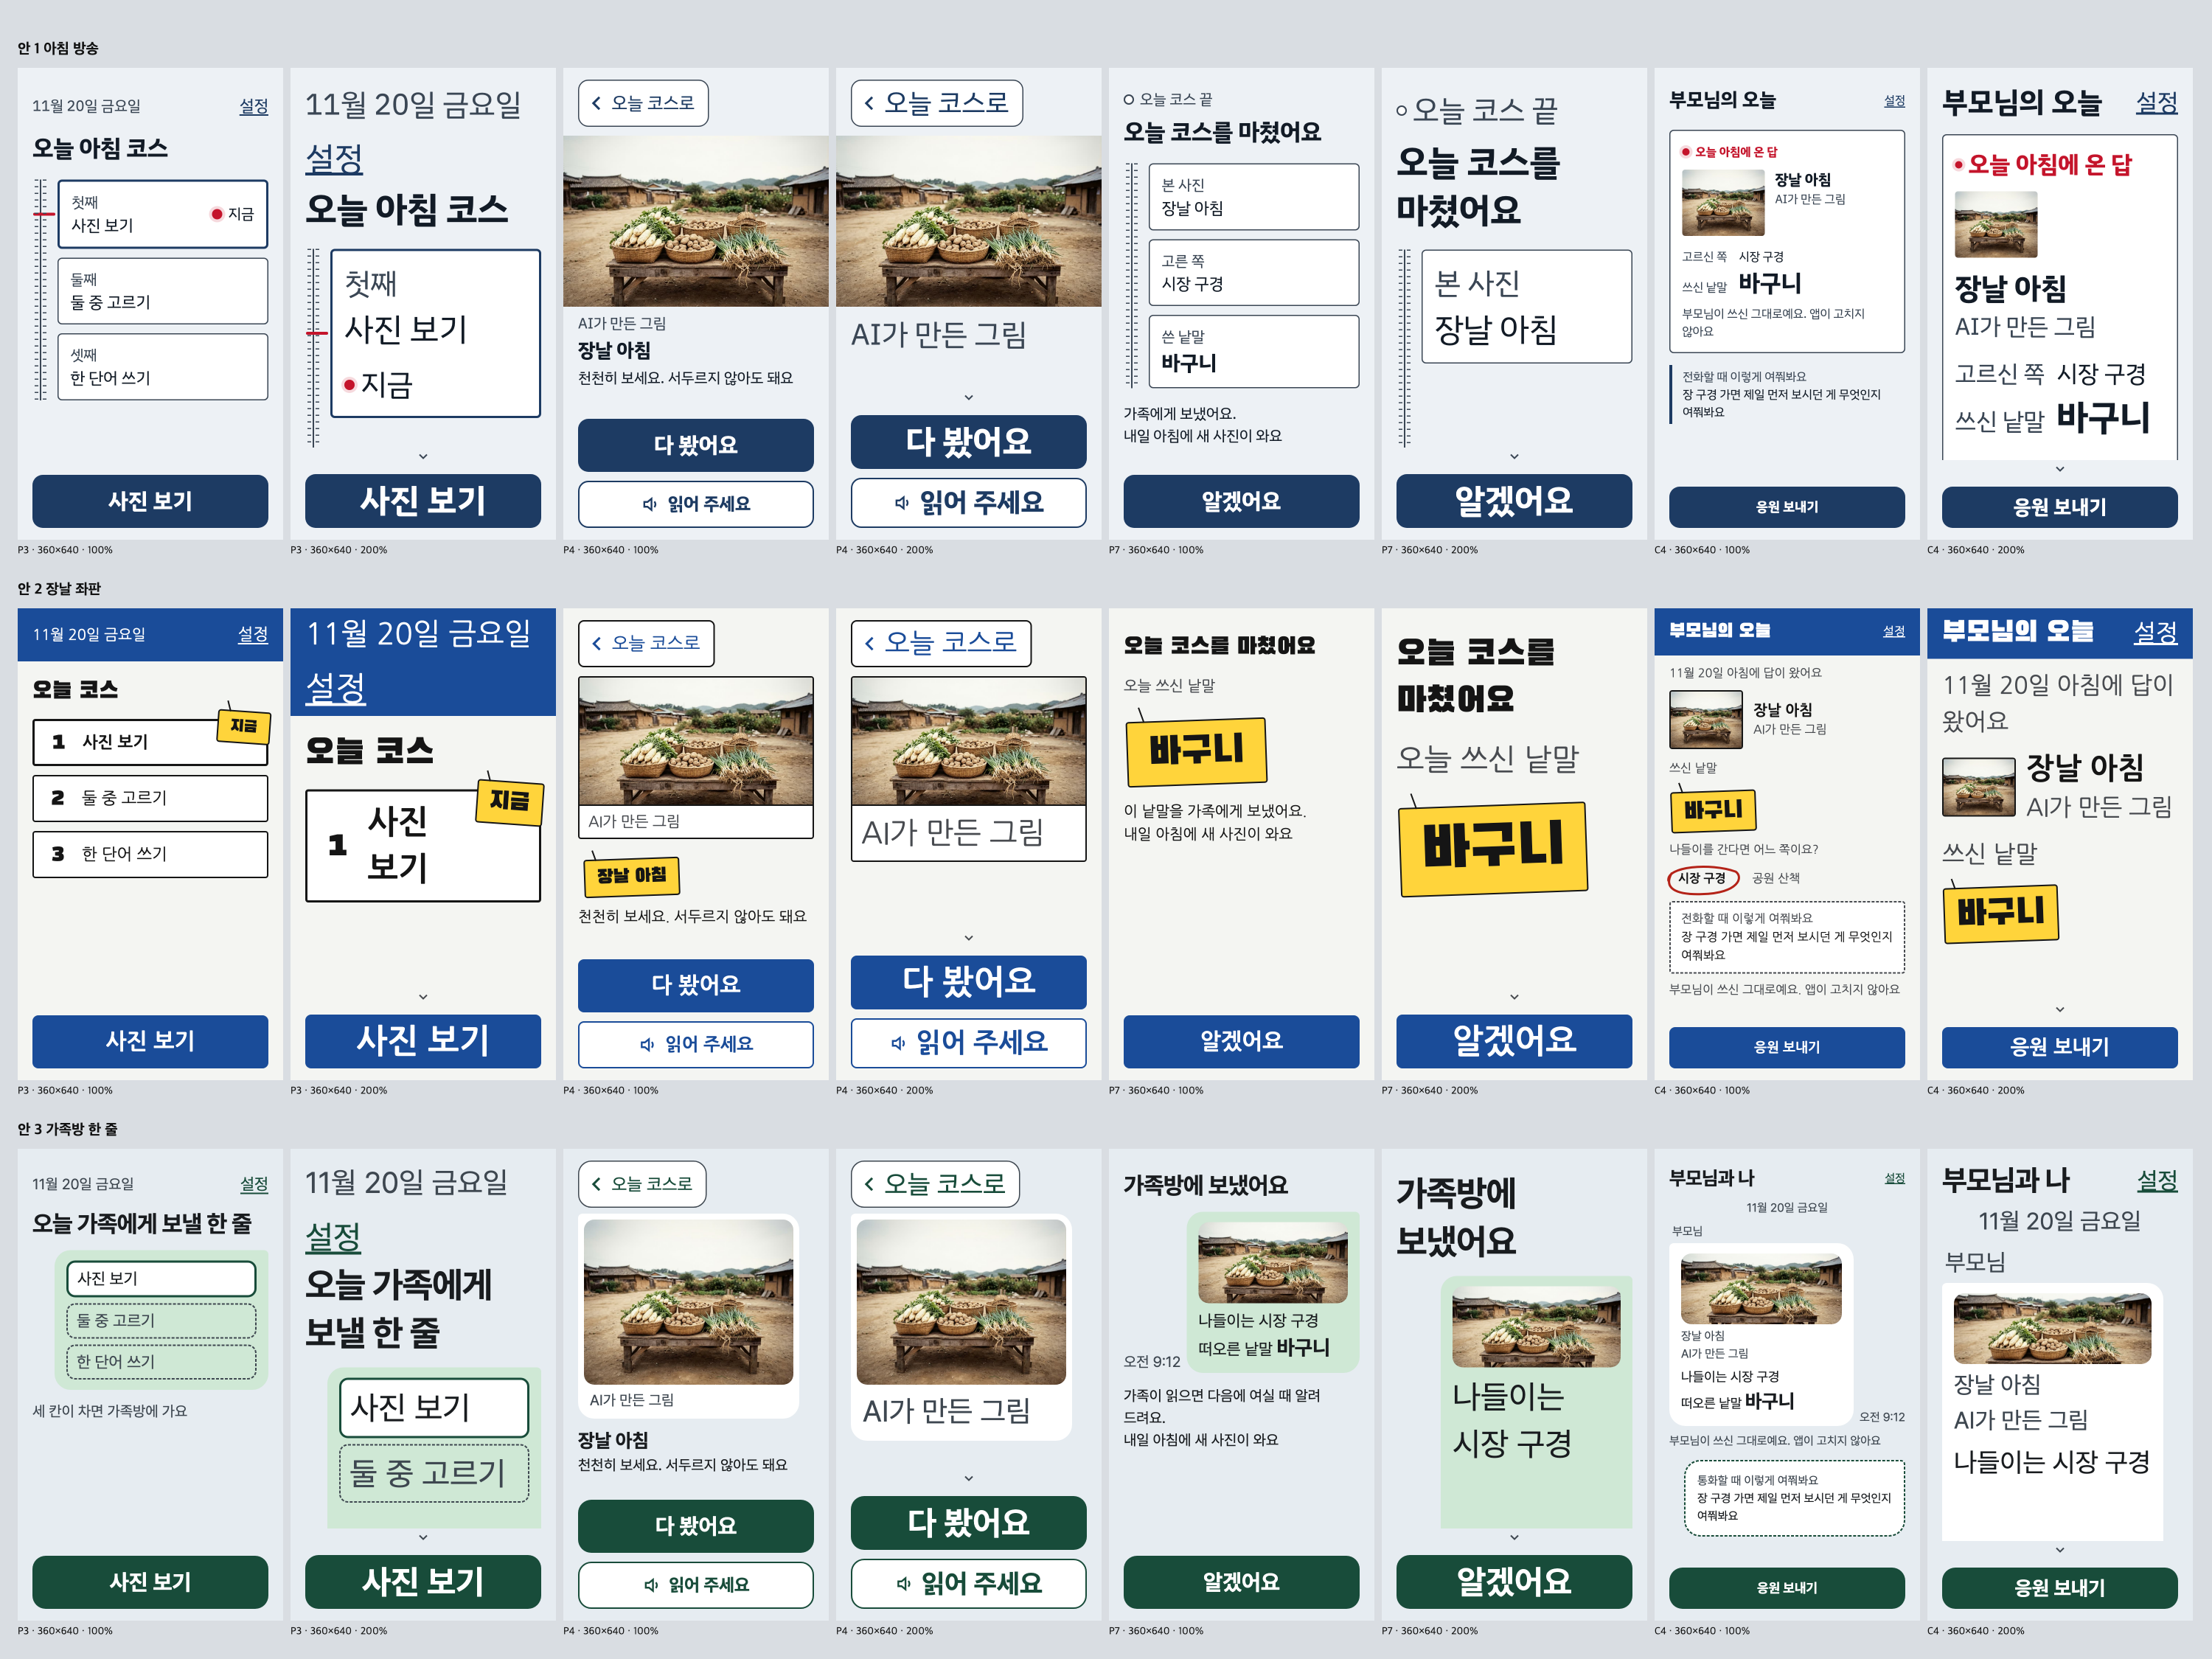 안 1 아침 방송
11월 20일 금요일
설정
오늘 아침 코스
첫째
사진 보기
지금
둘째
둘 중 고르기
셋째
한 단어 쓰기
사진 보기
P3 · 360×640 · 100%
11월 20일 금요일
설정
오늘 아침 코스
첫째
사진 보기
지금
사진 보기
P3 · 360×640 · 200%
오늘 코스로
AI가 만든 그림
장날 아침
천천히 보세요. 서두르지 않아도 돼요
다 봤어요
읽어 주세요
P4 · 360×640 · 100%
오늘 코스로
AI가 만든 그림
다 봤어요
읽어 주세요
P4 · 360×640 · 200%
오늘 코스 끝
오늘 코스를 마쳤어요
본 사진
장날 아침
고른 쪽
시장 구경
쓴 낱말
바구니
가족에게 보냈어요.
내일 아침에 새 사진이 와요
알겠어요
P7 · 360×640 · 100%
오늘 코스 끝
오늘 코스를
마쳤어요
본 사진
장날 아침
알겠어요
P7 · 360×640 · 200%
부모님의 오늘
설정
오늘 아침에 온 답
장날 아침
AI가 만든 그림
고르신 쪽 시장 구경
쓰신 낱말 바구니
부모님이 쓰신 그대로예요. 앱이 고치지
않아요
전화할 때 이렇게 여쭤봐요
장 구경 가면 제일 먼저 보시던 게 무엇인지
여쭤봐요
응원 보내기
C4 · 360×640 · 100%
부모님의 오늘
설정
오늘 아침에 온 답
장날 아침
AI가 만든 그림
고르신 쪽 시장 구경
쓰신 낱말 바구니
응원 보내기
C4 · 360×640 · 200%
안 2 장날 좌판
11월 20일 금요일
설정
오늘 코스
지금
1 사진 보기
2 둘 중 고르기
3 한 단어 쓰기
사진 보기
P3 · 360×640 · 100%
11월 20일 금요일
설정
오늘 코스
지금
1 사진
보기
사진 보기
P3 · 360×640 · 200%
오늘 코스로
AI가 만든 그림
장날 아침
천천히 보세요. 서두르지 않아도 돼요
다 봤어요
읽어 주세요
P4 · 360×640 · 100%
오늘 코스로
AI가 만든 그림
다 봤어요
읽어 주세요
P4 · 360×640 · 200%
오늘 코스를 마쳤어요
오늘 쓰신 낱말
바구니
이 낱말을 가족에게 보냈어요.
내일 아침에 새 사진이 와요
알겠어요
P7 · 360×640 · 100%
오늘 코스를
마쳤어요
오늘 쓰신 낱말
바구니
알겠어요
P7 · 360×640 · 200%
부모님의 오늘
설정
11월 20일 아침에 답이 왔어요
장날 아침
AI가 만든 그림
쓰신 낱말
바구니
나들이를 간다면 어느 쪽이요?
시장 구경 공원 산책
전화할 때 이렇게 여쭤봐요
장 구경 가면 제일 먼저 보시던 게 무엇인지
여쭤봐요
부모님이 쓰신 그대로예요. 앱이 고치지 않아요
응원 보내기
C4 · 360×640 · 100%
부모님의 오늘
설정
11월 20일 아침에 답이
왔어요
장날 아침
AI가 만든 그림
쓰신 낱말
바구니
응원 보내기
C4 · 360×640 · 200%
안 3 가족방 한 줄
11월 20일 금요일
설정
오늘 가족에게 보낼 한 줄
사진 보기
둘 중 고르기
한 단어 쓰기
세 칸이 차면 가족방에 가요
사진 보기
P3 · 360×640 · 100%
11월 20일 금요일
설정
오늘 가족에게
보낼 한 줄
사진 보기
둘 중 고르기
사진 보기
P3 · 360×640 · 200%
오늘 코스로
AI가 만든 그림
장날 아침
천천히 보세요. 서두르지 않아도 돼요
다 봤어요
읽어 주세요
P4 · 360×640 · 100%
오늘 코스로
AI가 만든 그림
다 봤어요
읽어 주세요
P4 · 360×640 · 200%
가족방에 보냈어요
나들이는 시장 구경
떠오른 낱말 바구니
오전 9:12
가족이 읽으면 다음에 여실 때 알려
드려요.
내일 아침에 새 사진이 와요
알겠어요
P7 · 360×640 · 100%
가족방에
보냈어요
나들이는
시장 구경
알겠어요
P7 · 360×640 · 200%
부모님과 나
설정
11월 20일 금요일
부모님
장날 아침
AI가 만든 그림
나들이는 시장 구경
떠오른 낱말 바구니
오전 9:12
부모님이 쓰신 그대로예요. 앱이 고치지 않아요
통화할 때 이렇게 여쭤봐요
장 구경 가면 제일 먼저 보시던 게 무엇인지
여쭤봐요
응원 보내기
C4 · 360×640 · 100%
부모님과 나
설정
11월 20일 금요일
부모님
장날 아침
AI가 만든 그림
나들이는 시장 구경
응원 보내기
C4 · 360×640 · 200%